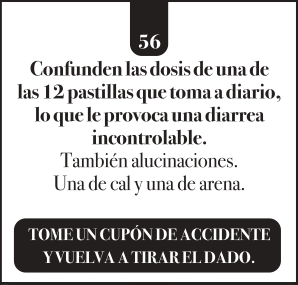 56
Confunden las dosis de una de
las 12 pastillas que toma a diario,
lo que le provoca una diarrea
incontrolable.
También alucinaciones.
Una de cal y una de arena.
TOME UN CUPÓN DE ACCIDENTE
Y VUELVA A TIRAR EL DADO.